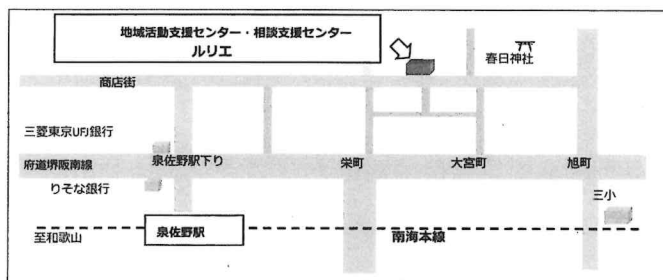 地域活動支援センター・相談支援センター
ルリエ
春日神社
商店街
三菱東京UFJ銀行
府道堺阪南線
泉佐野駅下り
栄町
大宮町
旭町
りそな銀行
三小
至和歌山
泉佐野駅
南海本線